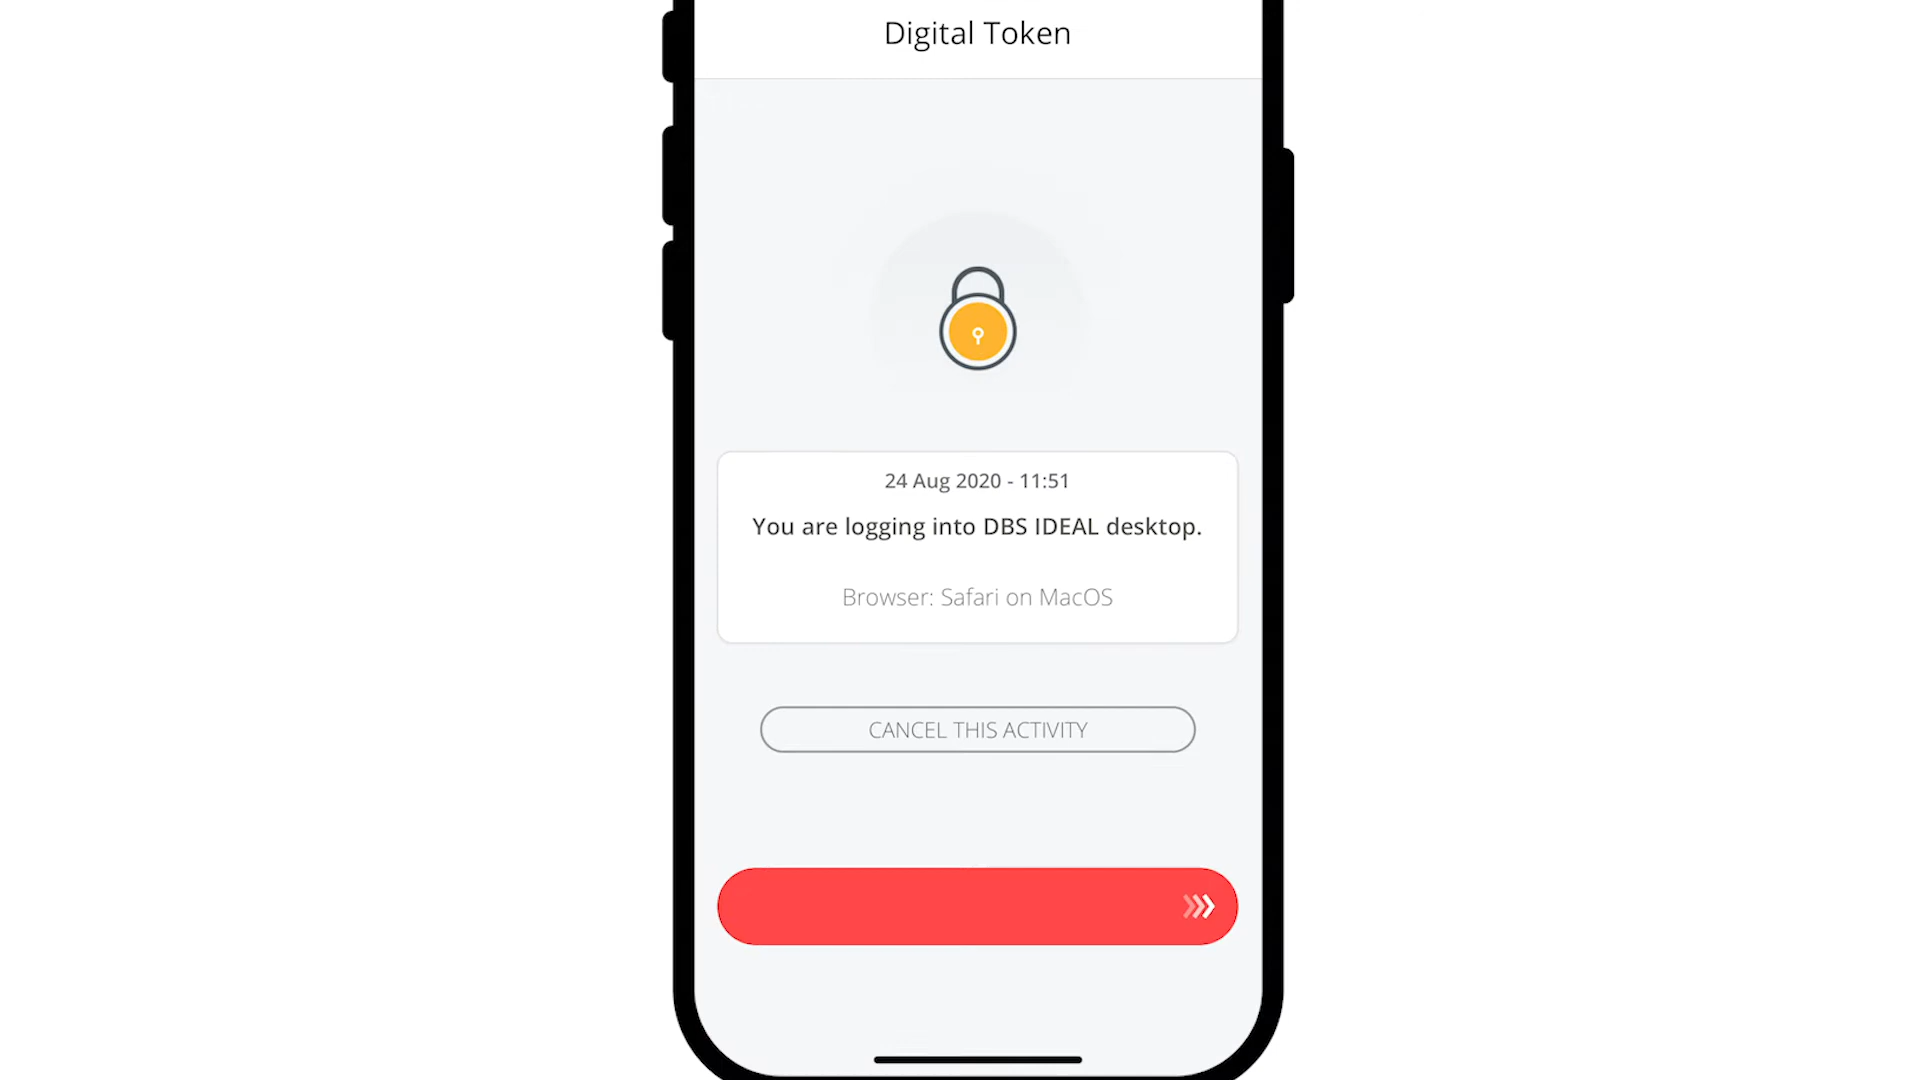 Digital Token
24 Aug 2020 - 11:51
You are logging into DBS IDEAL desktop.
Browser: Safari on MacOS
CANCEL THIS ACTIVITY